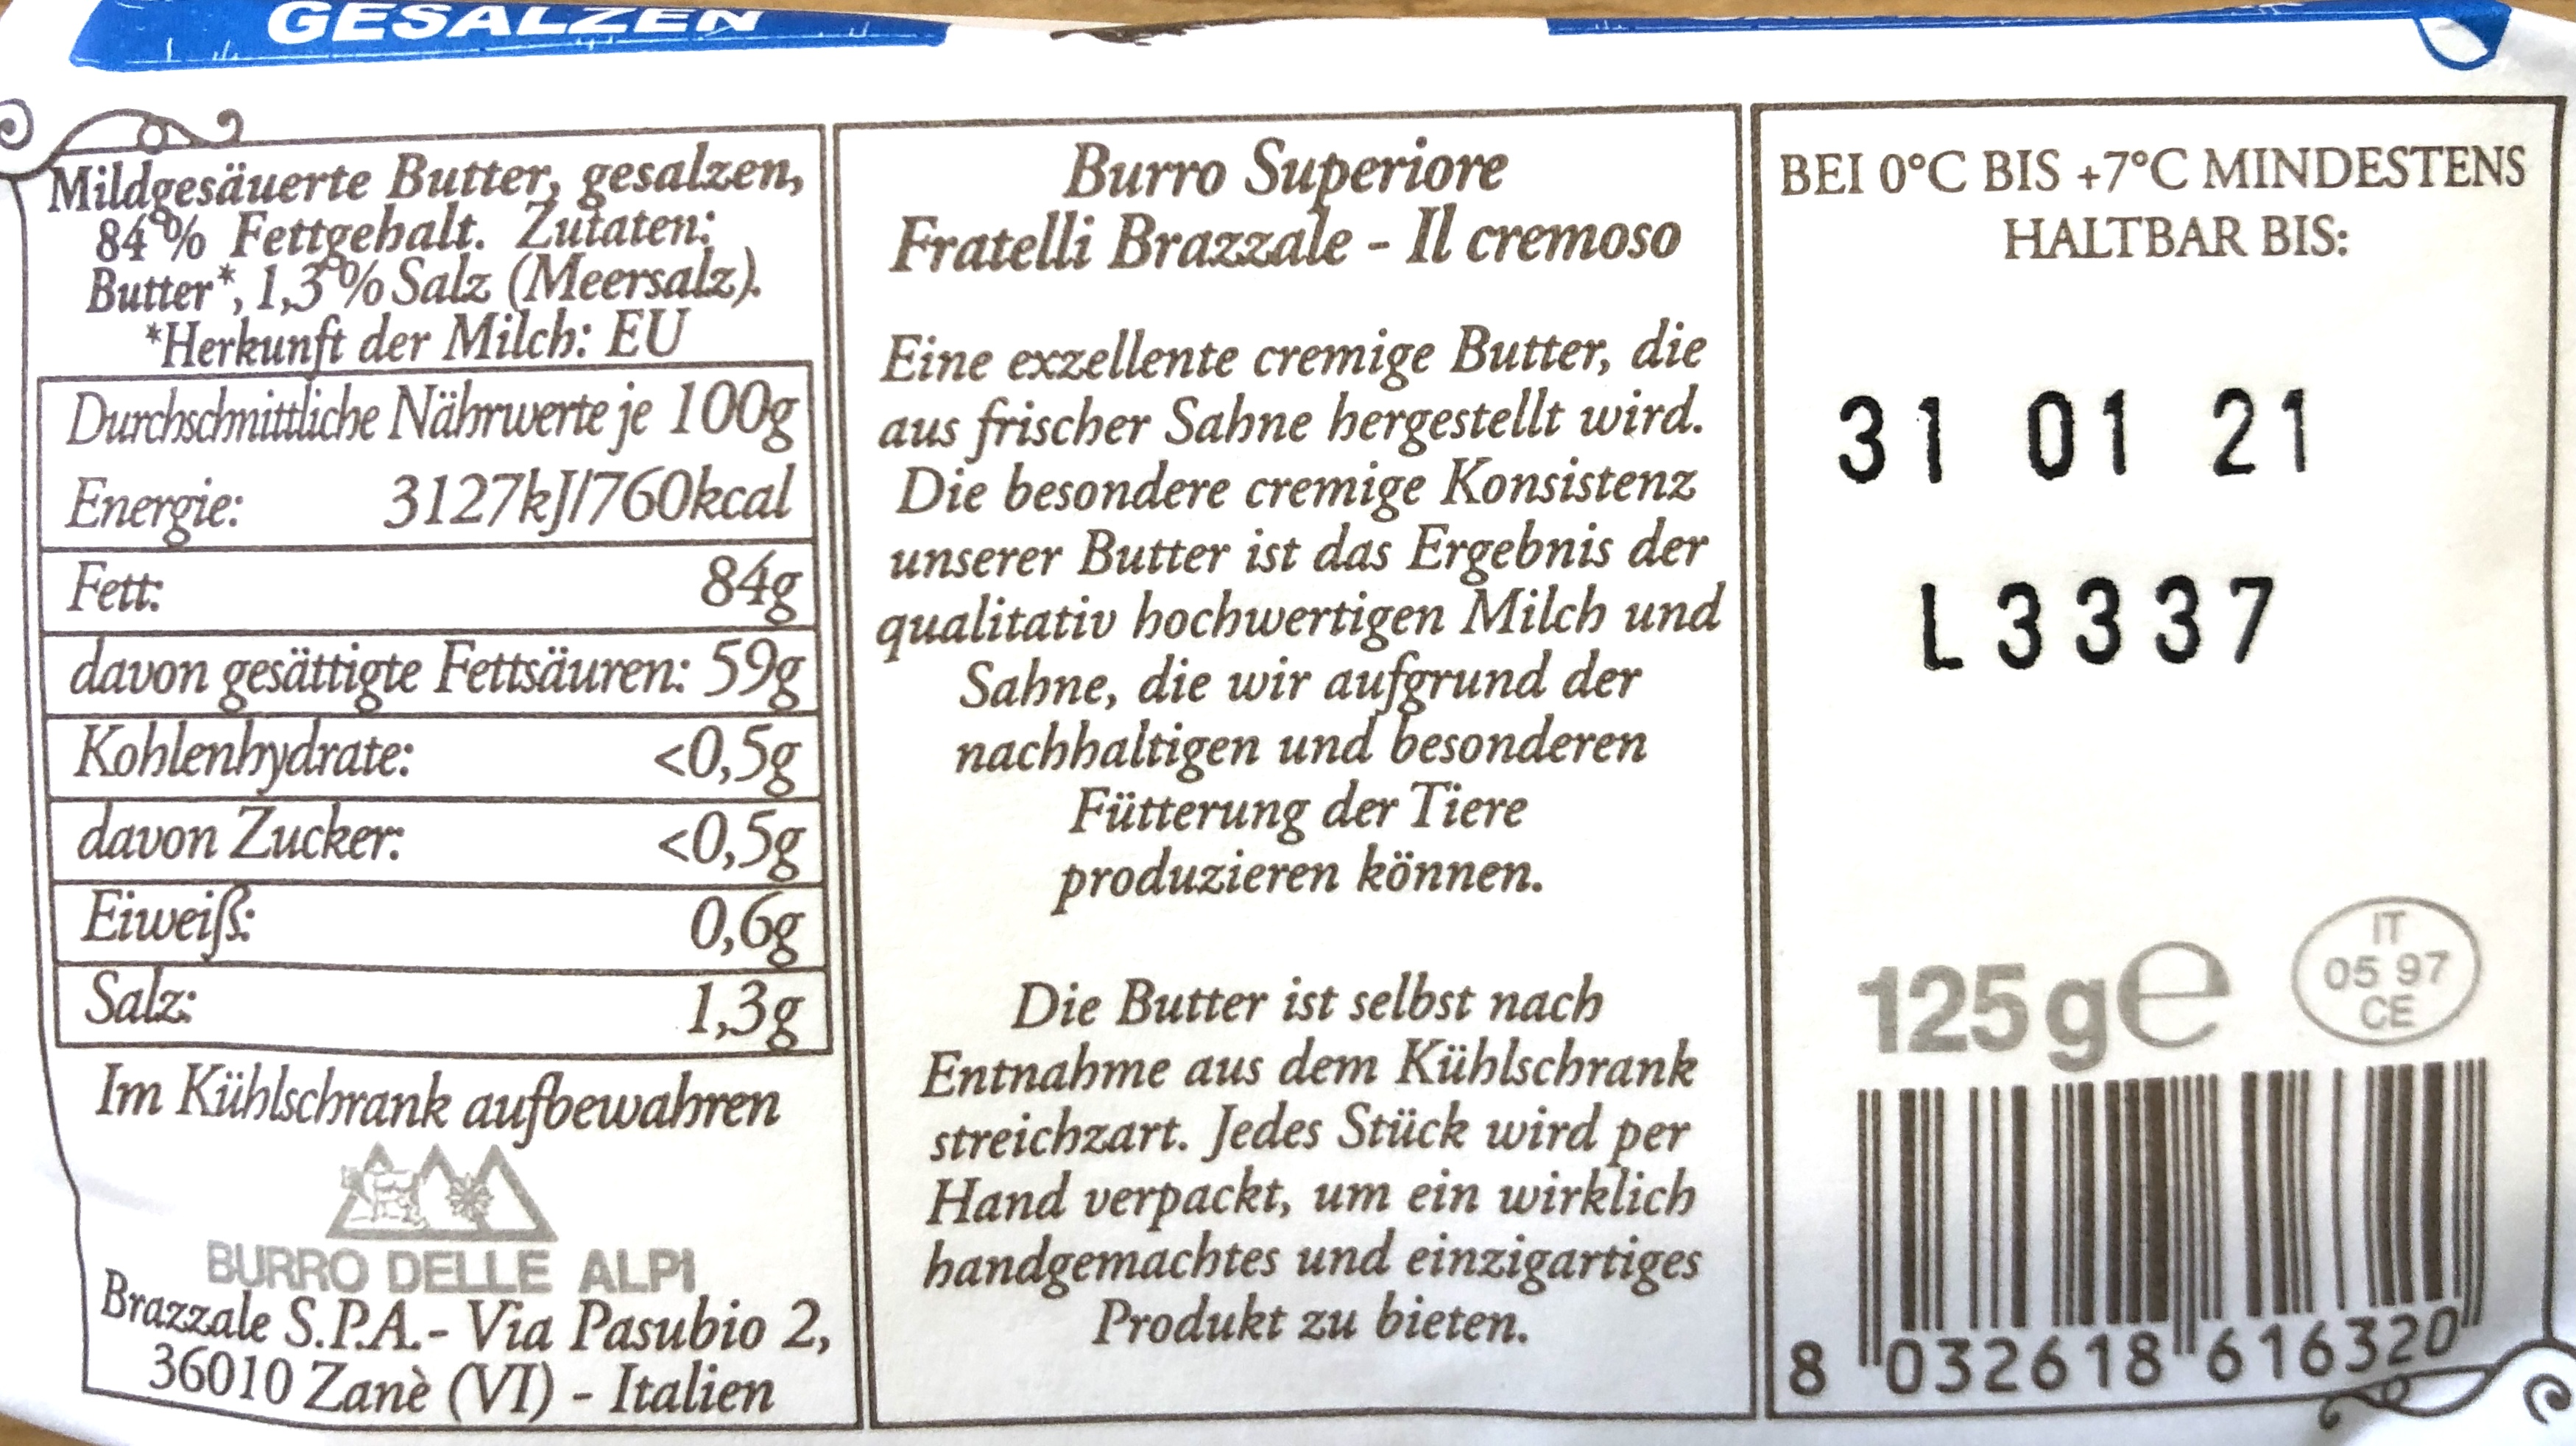 GESALZEN
Mildgesäuerte Butter, gesalzen,
84 % Fettgehalt. Zutaten:
Butter*, 1,3 % Salz (Meersalz).
*Herkunft der Milch: EU
Durchschnittliche Nährwerte je 100g
Energie: 3127kJ/760kcal
Fett: 84g
davon gesättigte Fettsäuren: 59g
Kohlenhydrate: <0,5g
davon Zucker: <0,5g
Eiweiß: 0,6g
Salz: 1,3g
Im Kühlschrank aufbewahren
BURRO DELLE ALPI
Brazzale S.P.A.- Via Pasubio 2,
36010 Zanè (VI) - Italien
Burro Superiore
Fratelli Brazzale - Il cremoso
Eine exzellente cremige Butter, die
aus frischer Sahne hergestellt wird.
Die besondere cremige Konsistenz
unserer Butter ist das Ergebnis der
qualitativ hochwertigen Milch und
Sahne, die wir aufgrund der
nachhaltigen und besonderen
Fütterung der Tiere
produzieren können.
Die Butter ist selbst nach
Entnahme aus dem Kühlschrank
streichzart. Jedes Stück wird per
Hand verpackt, um ein wirklich
handgemachtes und einzigartiges
Produkt zu bieten.
BEI 0°C BIS +7°C MINDESTENS
HALTBAR BIS:
31 01 21
L3337
125 g e
IT
05 97
CE
8 032618 616320